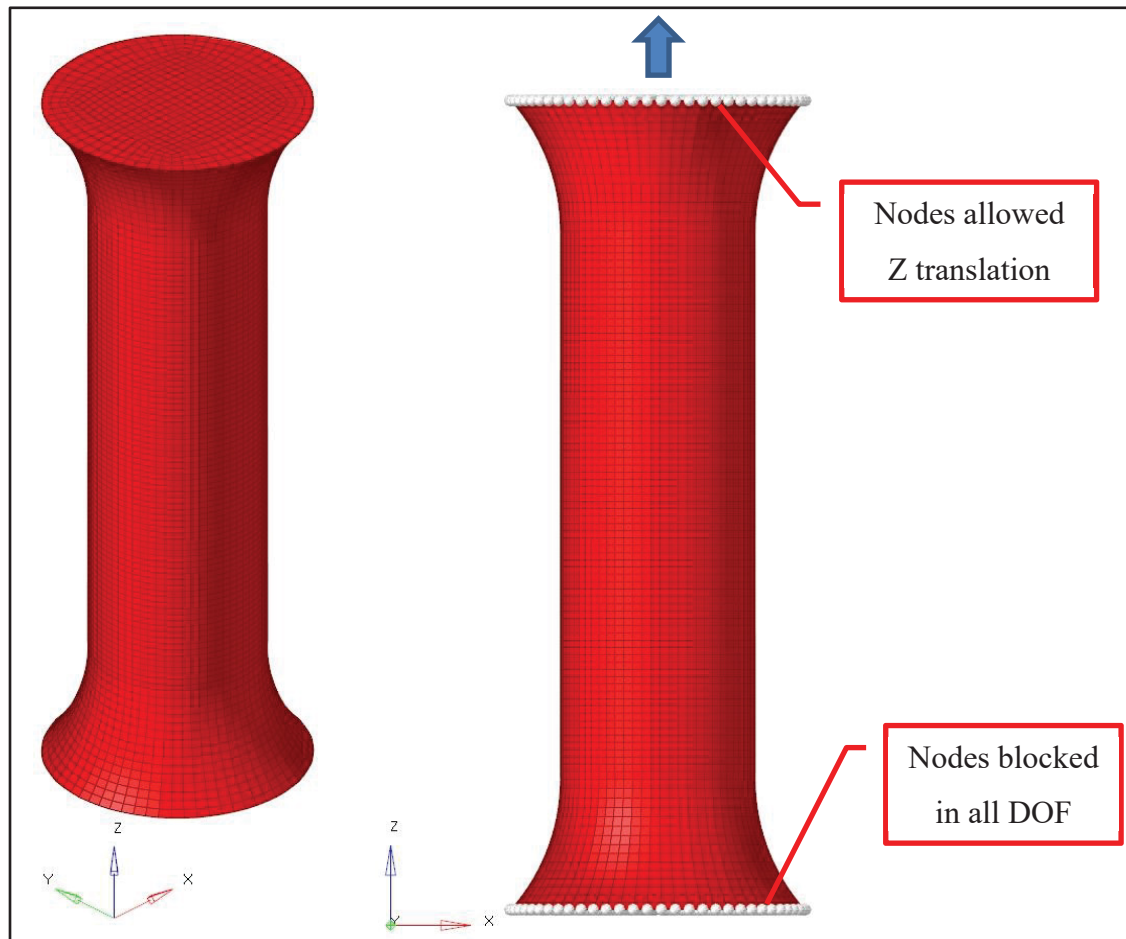 Nodes allowed
Z translation
Nodes blocked
in all DOF
Z
Y
X
Z
Y
X